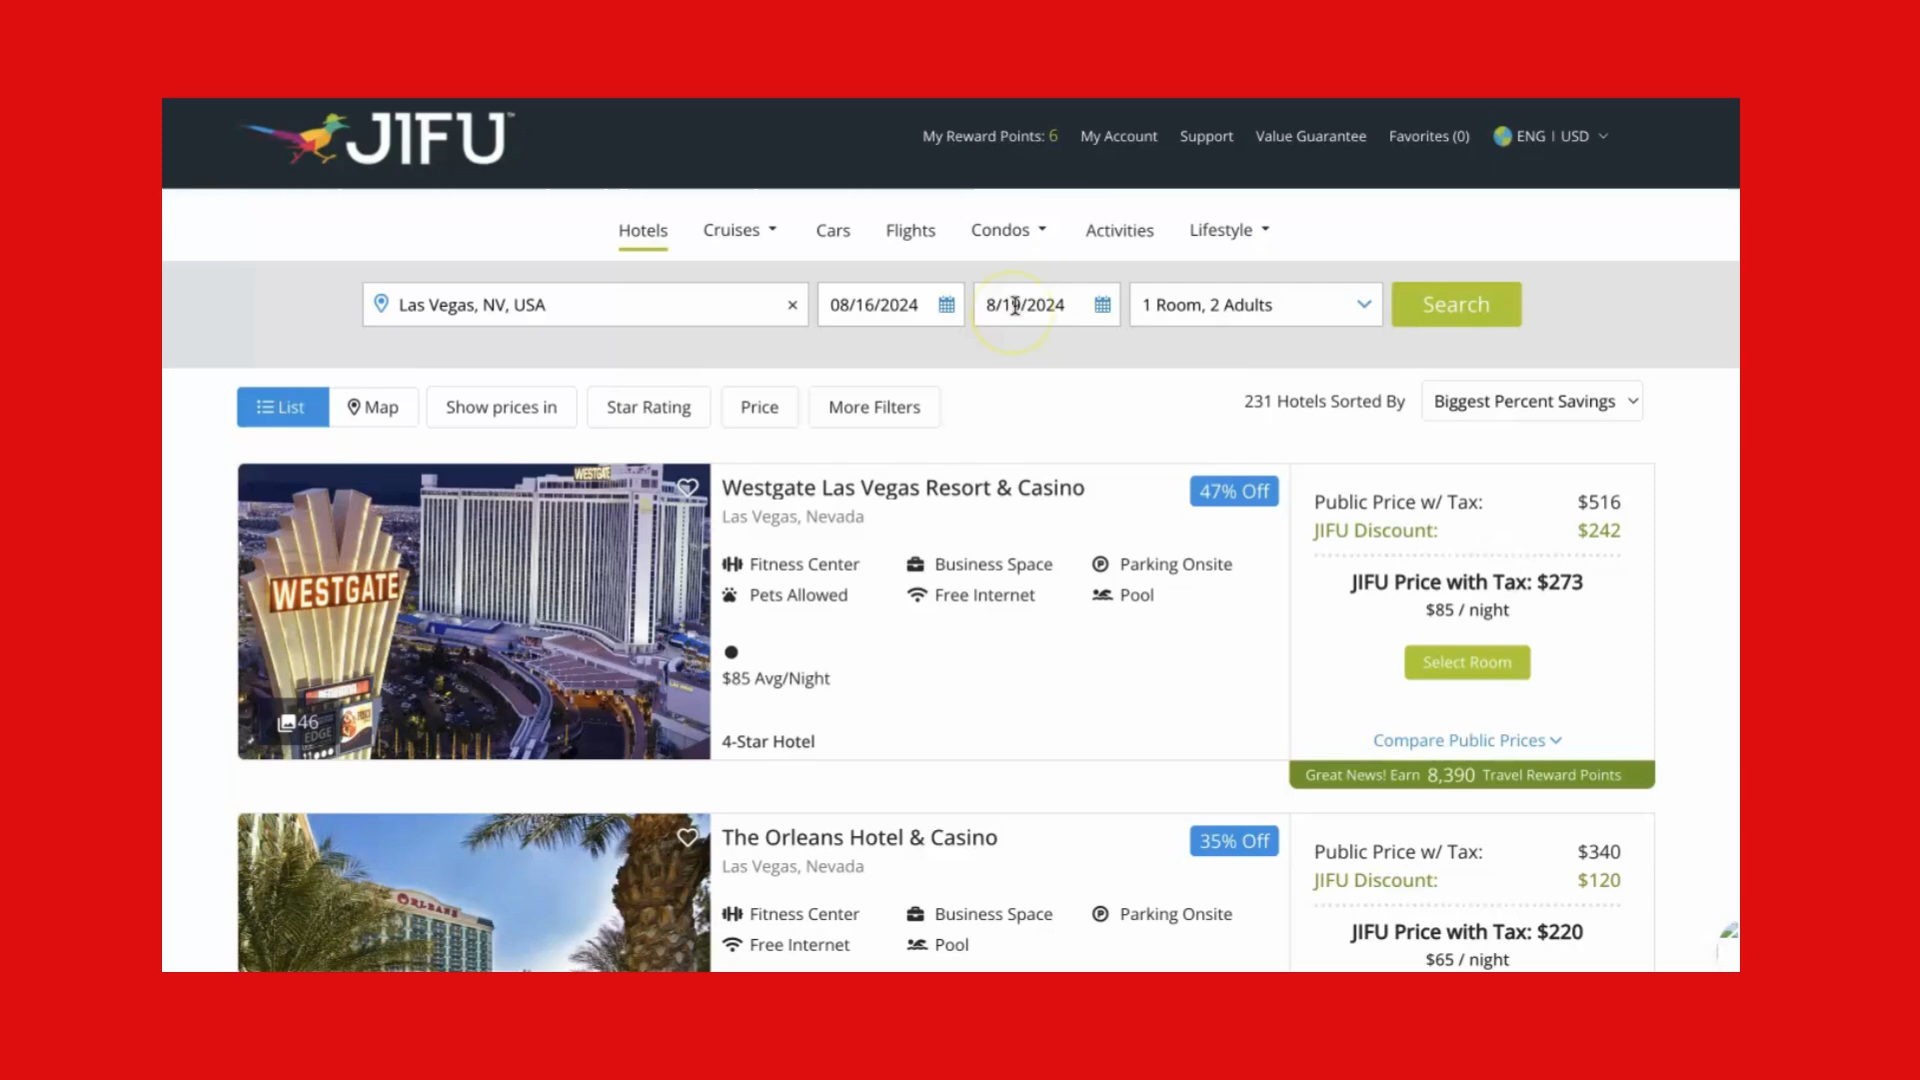 JIFU™
My Reward Points: 6 My Account Support Value Guarantee Favorites (0) ENG | USD
Hotels Cruises Cars Flights Condos Activities Lifestyle
Las Vegas, NV, USA × 08/16/2024 8/19/2024 1 Room, 2 Adults Search
List Map Show prices in Star Rating Price More Filters 231 Hotels Sorted By Biggest Percent Savings
WESTGATE
WESTGATE
46
EDGE
Westgate Las Vegas Resort & Casino 47% Off
Las Vegas, Nevada
Fitness Center Business Space Parking Onsite
Pets Allowed Free Internet Pool
$85 Avg/Night
4-Star Hotel
Public Price w/ Tax: $516
JIFU Discount: $242
JIFU Price with Tax: $273
$85 / night
Select Room
Compare Public Prices
Great News! Earn 8,390 Travel Reward Points
ORLEANS
The Orleans Hotel & Casino 35% Off
Las Vegas, Nevada
Fitness Center Business Space Parking Onsite
Free Internet Pool
Public Price w/ Tax: $340
JIFU Discount: $120
JIFU Price with Tax: $220
$65 / night